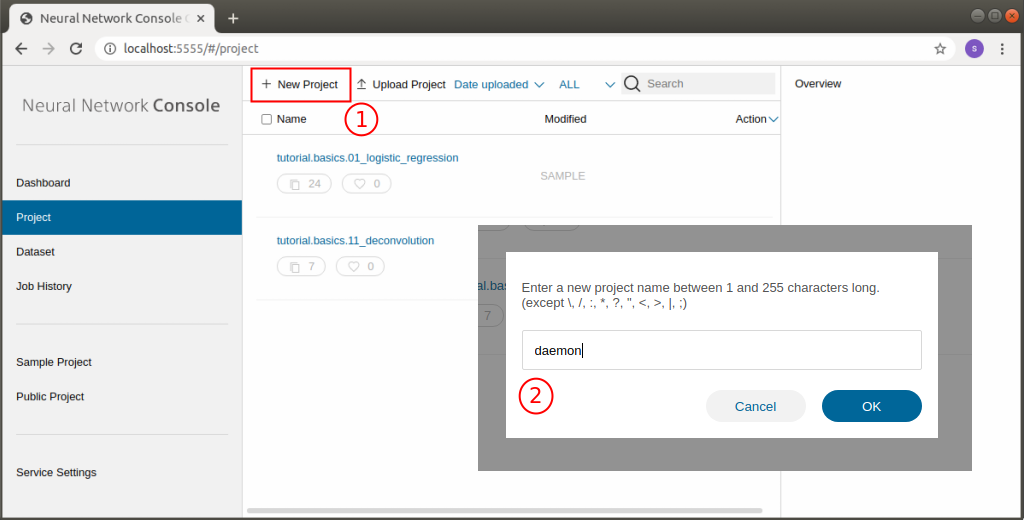 Neural Network Console C
localhost:5555/#/project
S
Neural Network Console
Dashboard
Project
Dataset
Job History
Sample Project
Public Project
Service Settings
+ New Project
Upload Project
Date uploaded
ALL
Search
Overview
1
Name
Modified
Action
tutorial.basics.01_logistic_regression
24
0
SAMPLE
tutorial.basics.11_deconvolution
7
0
al.bas
7
Enter a new project name between 1 and 255 characters long.
(except \, /, :, *, ?, ", <, >, |, ;)
daemon
2
Cancel
OK